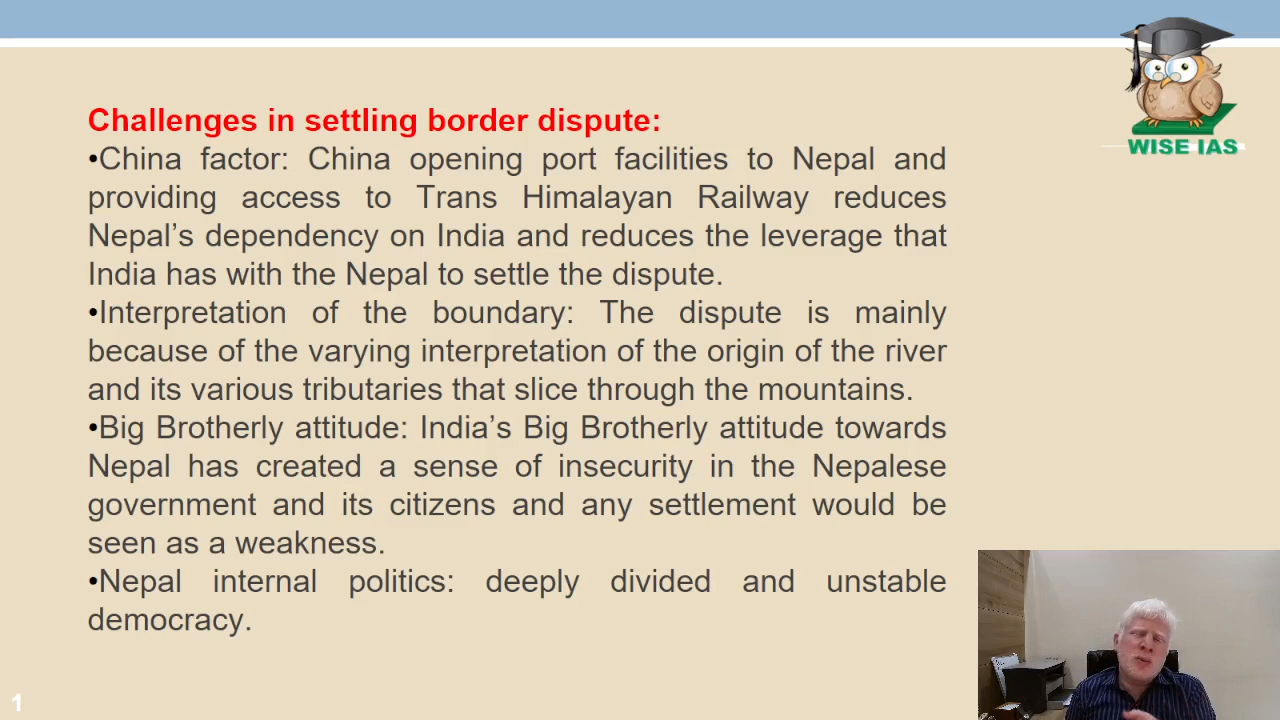 WISE IAS
Challenges in settling border dispute:
•China factor: China opening port facilities to Nepal and
providing access to Trans Himalayan Railway reduces
Nepal’s dependency on India and reduces the leverage that
India has with the Nepal to settle the dispute.
•Interpretation of the boundary: The dispute is mainly
because of the varying interpretation of the origin of the river
and its various tributaries that slice through the mountains.
•Big Brotherly attitude: India’s Big Brotherly attitude towards
Nepal has created a sense of insecurity in the Nepalese
government and its citizens and any settlement would be
seen as a weakness.
•Nepal internal politics: deeply divided and unstable
democracy.
1